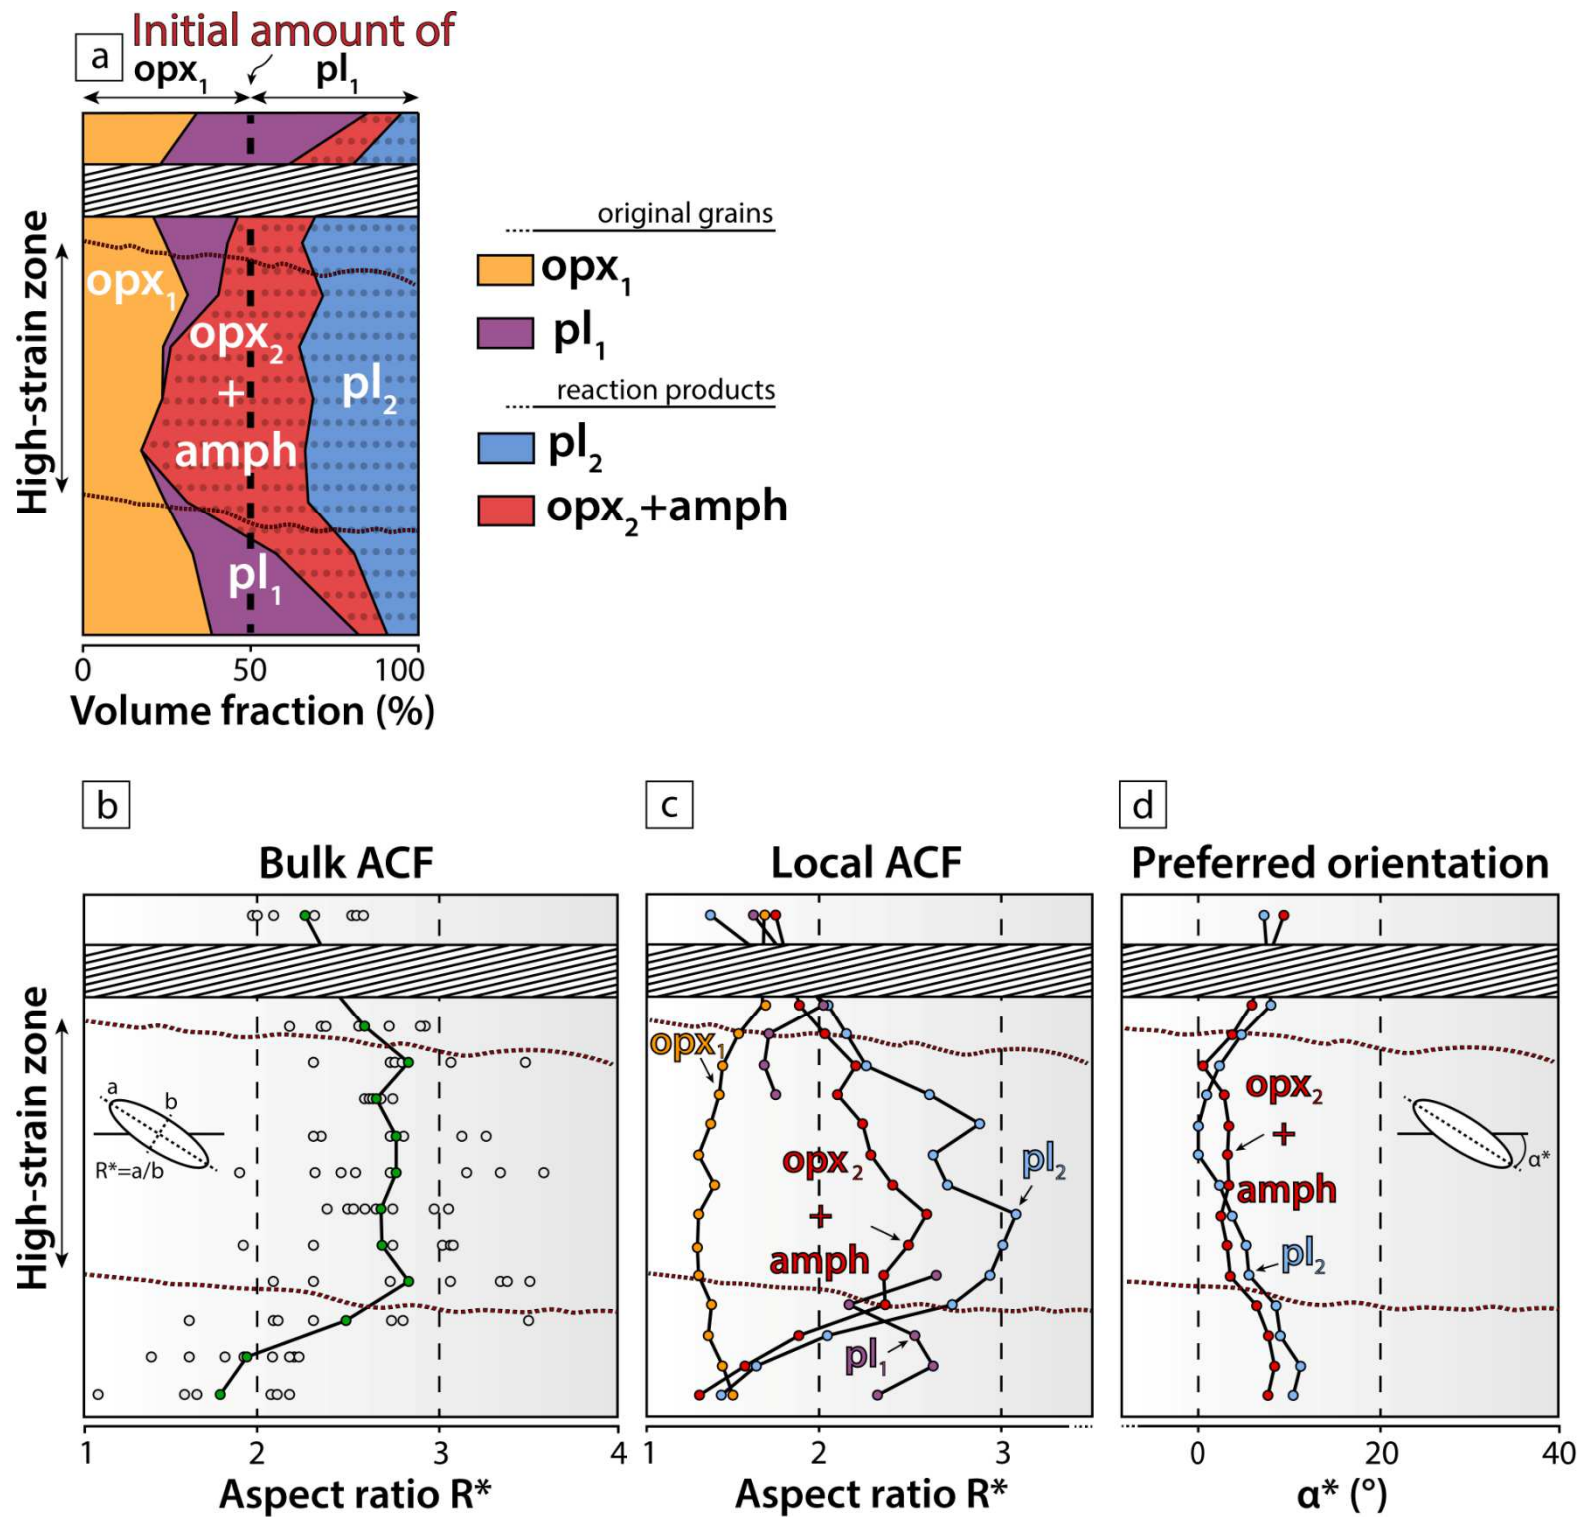 a
Initial amount of
opx₁ pl₁
High-strain zone
opx₁
opx₂
+
amph
pl₂
pl₁
0 50 100
Volume fraction (%)
original grains
opx₁
pl₁
reaction products
pl₂
opx₂+amph
b
Bulk ACF
High-strain zone
a
b
R*=a/b
1 2 3 4
Aspect ratio R*
c
Local ACF
opx₁
opx₂
+
amph
pl₂
pl₁
1 2 3
Aspect ratio R*
d
Preferred orientation
opx₂
+
amph
pl₂
α*
0 20 40
α* (°)